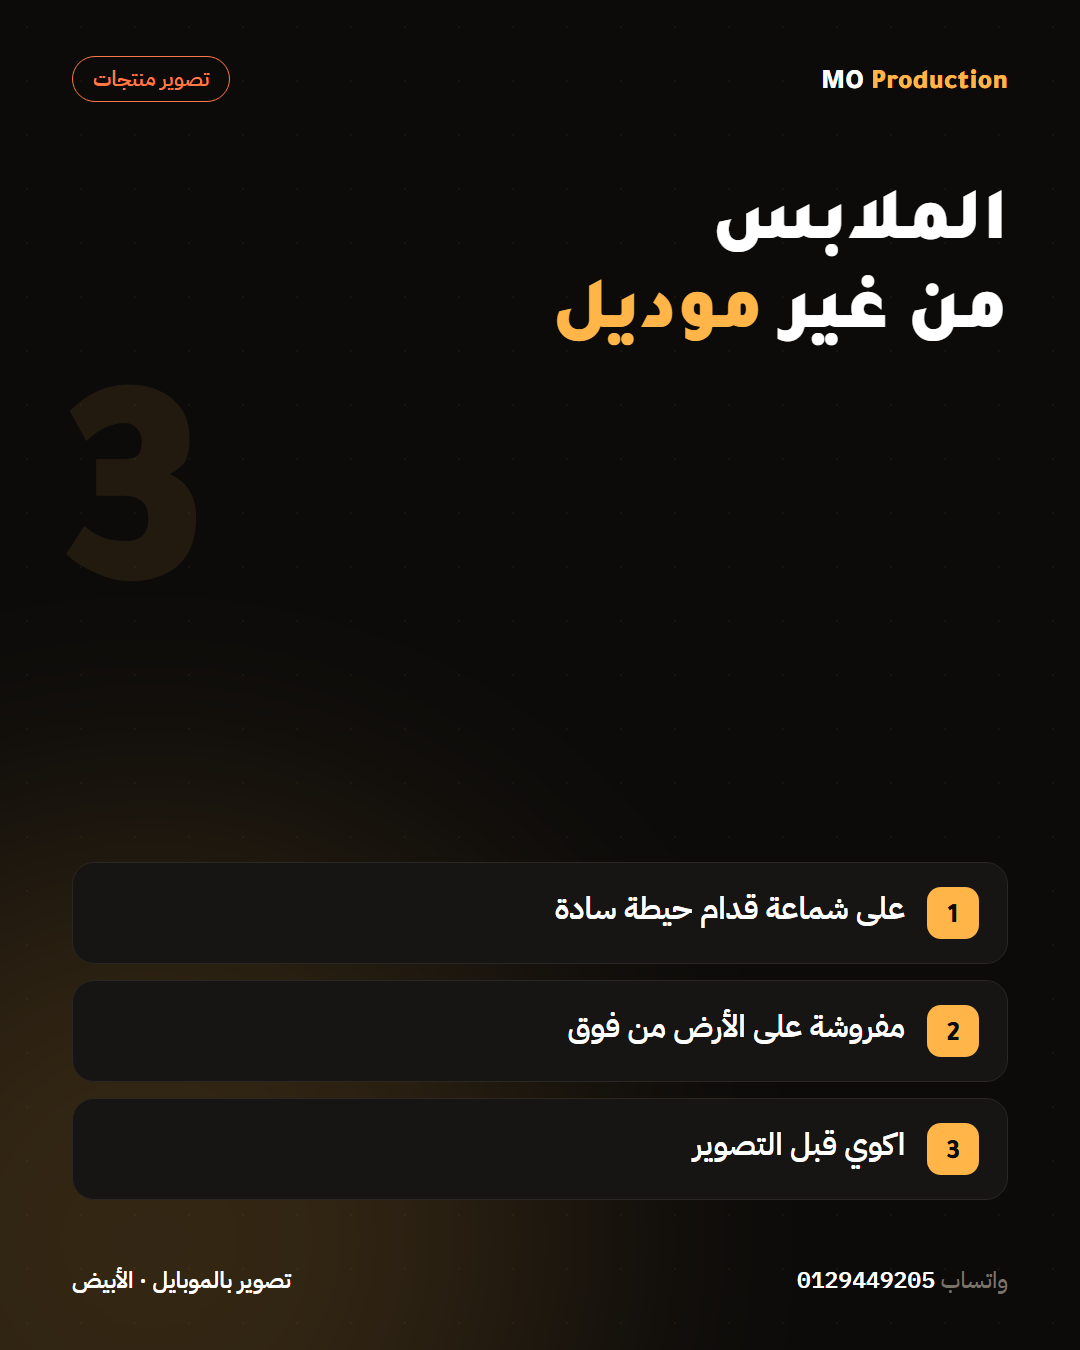 MO Production
تصوير منتجات
الملابس
من غير موديل
3
1 على شماعة قدام حيطة سادة
2 مفروشة على الأرض من فوق
3 اكوي قبل التصوير
واتساب 0129449205
تصوير بالموبايل · الأبيض